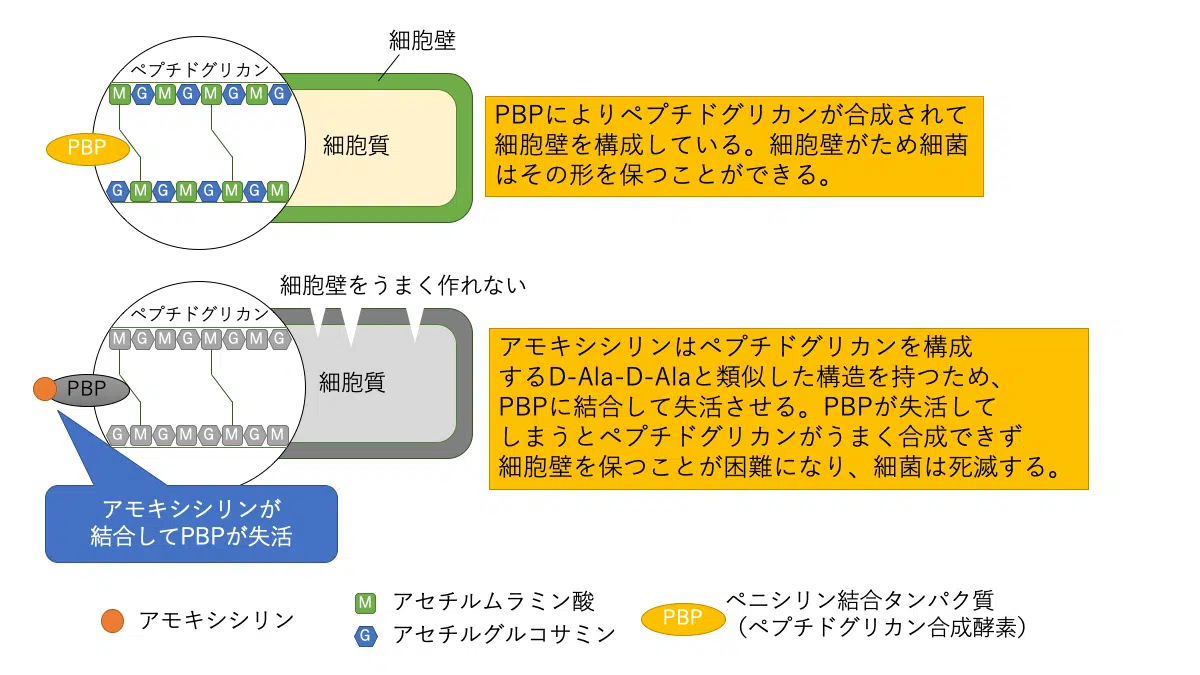 細胞壁
ペプチドグリカン
M G M G M G M G
細胞質
PBP
G M G M G M G M
PBPによりペプチドグリカンが合成されて
細胞壁を構成している。細胞壁がため細菌
はその形を保つことができる。
細胞壁をうまく作れない
ペプチドグリカン
M G M G M G M G
細胞質
PBP
G M G M G M G M
アモキシシリンはペプチドグリカンを構成
するD-Ala-D-Alaと類似した構造を持つため、
PBPに結合して失活させる。PBPが失活して
しまうとペプチドグリカンがうまく合成できず
細胞壁を保つことが困難になり、細菌は死滅する。
アモキシシリンが
結合してPBPが失活
アモキシシリン
M アセチルムラミン酸
G アセチルグルコサミン
PBP ペニシリン結合タンパク質
（ペプチドグリカン合成酵素）